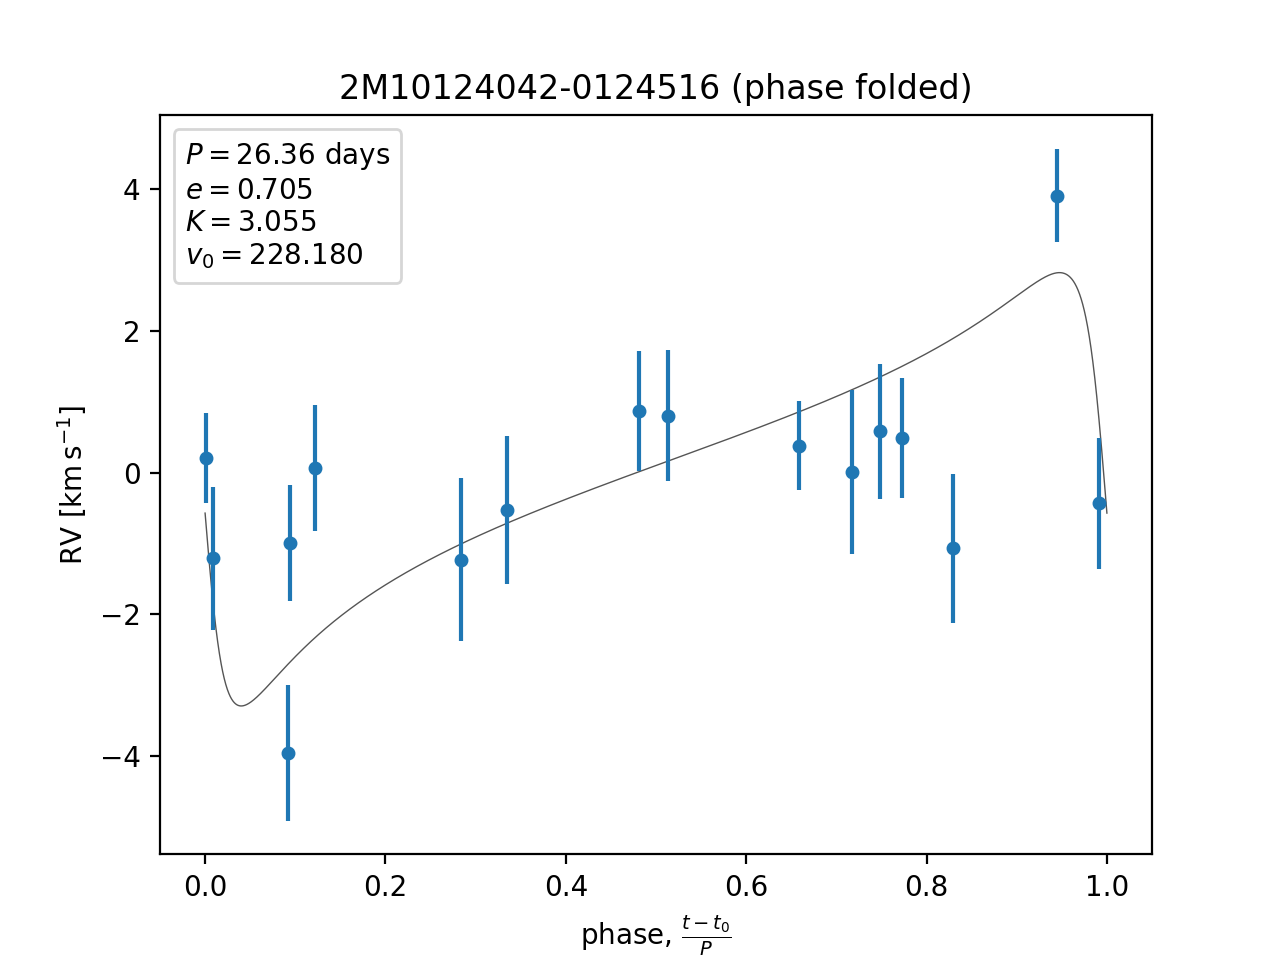 2M10124042-0124516 (phase folded)
P = 26.36 days
e = 0.705
K = 3.055
v₀ = 228.180
4
2
0
−2
−4
RV [km s⁻¹]
0.0 0.2 0.4 0.6 0.8 1.0
phase, (t − t₀)/P